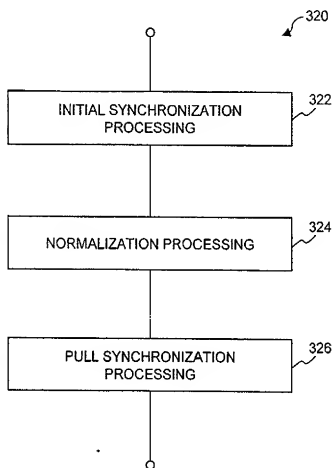 320
INITIAL SYNCHRONIZATION
PROCESSING
322
NORMALIZATION PROCESSING
324
PULL SYNCHRONIZATION
PROCESSING
326